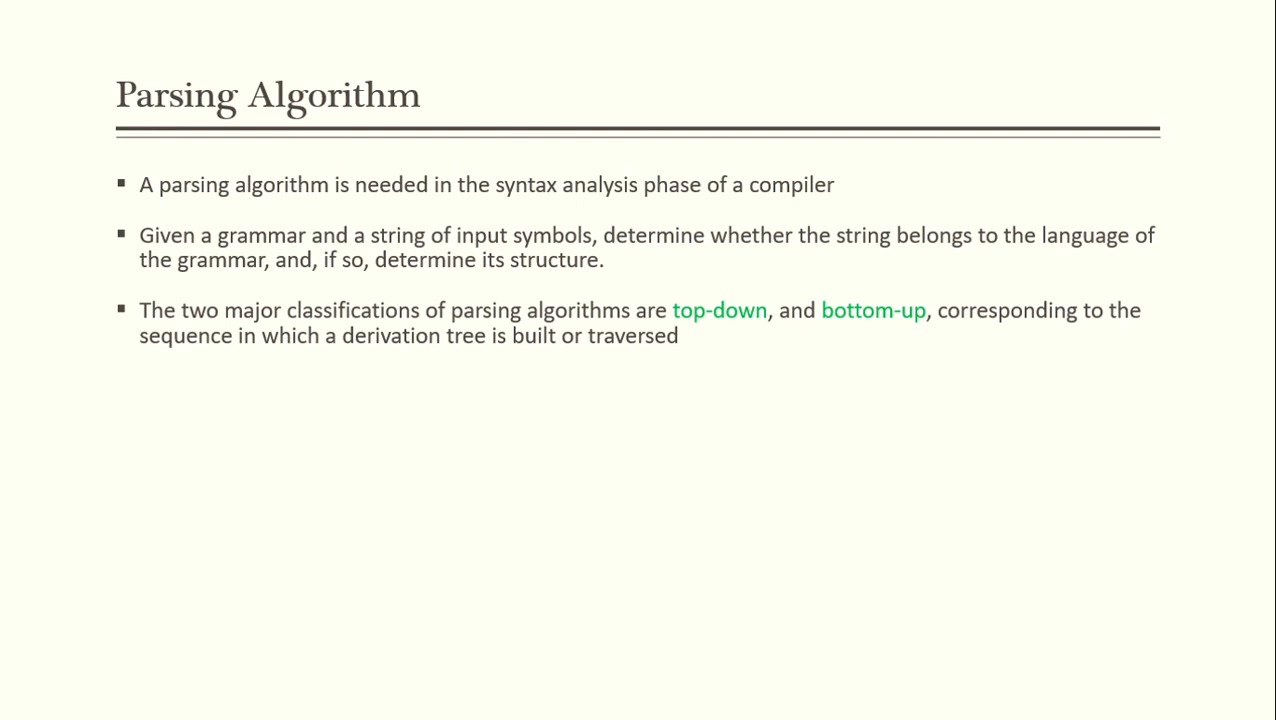 Parsing Algorithm
▪ A parsing algorithm is needed in the syntax analysis phase of a compiler
▪ Given a grammar and a string of input symbols, determine whether the string belongs to the language of
the grammar, and, if so, determine its structure.
▪ The two major classifications of parsing algorithms are top-down, and bottom-up, corresponding to the
sequence in which a derivation tree is built or traversed